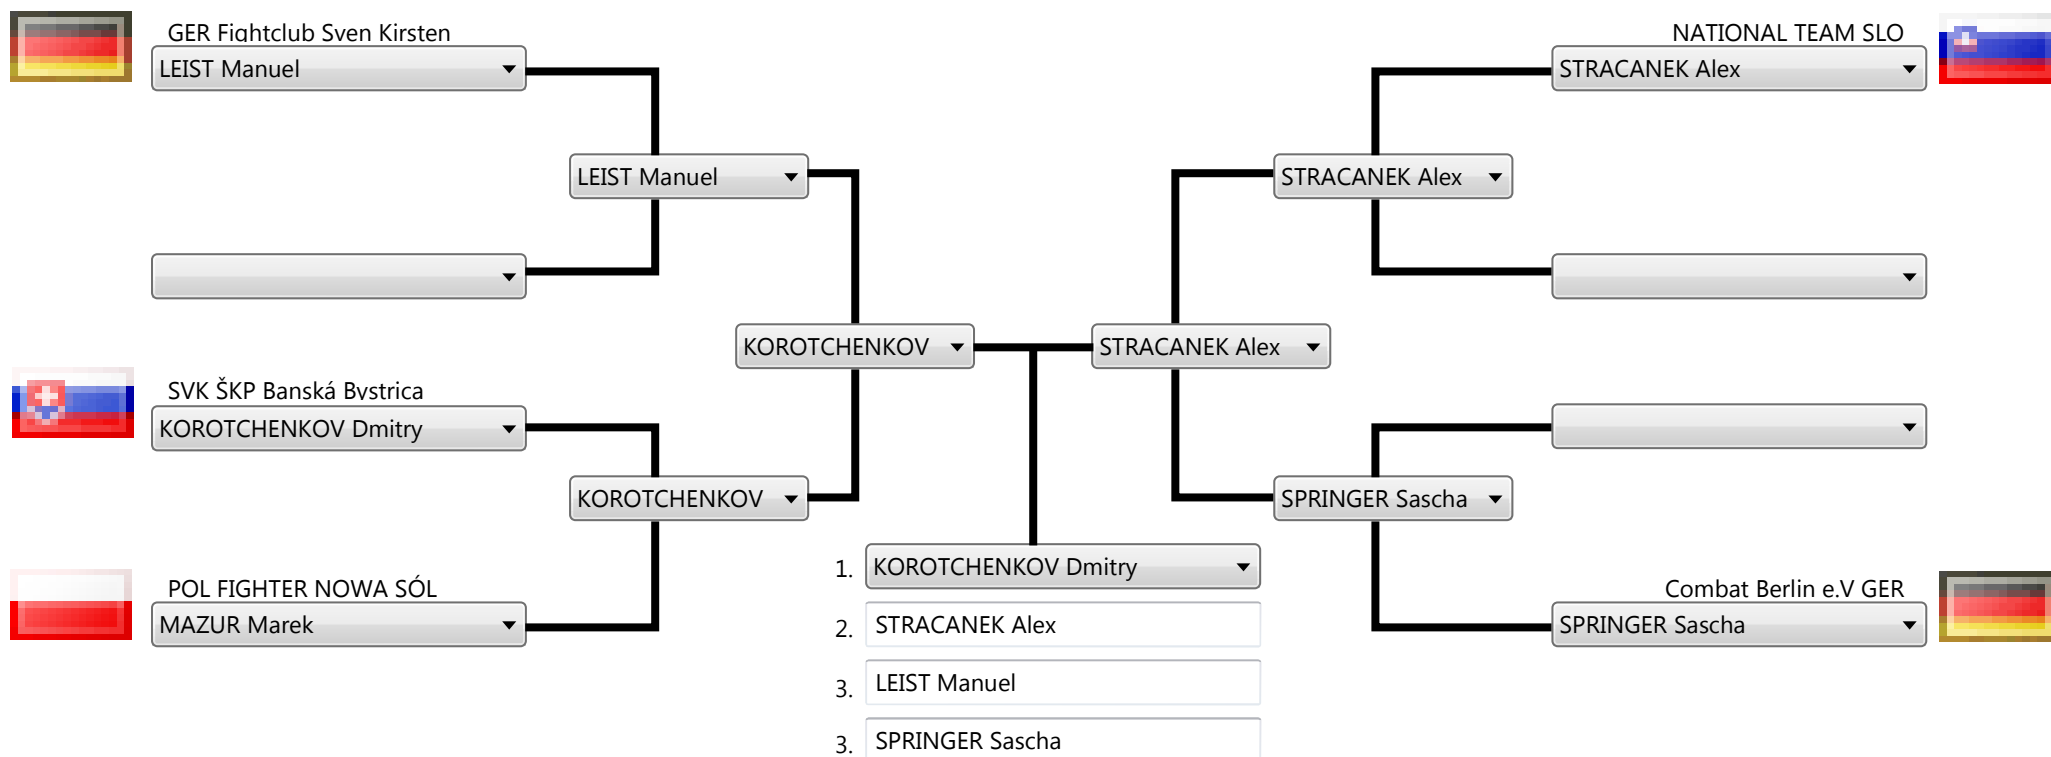 GER Fightclub Sven Kirsten
LEIST Manuel
NATIONAL TEAM SLO
STRACANEK Alex
LEIST Manuel
STRACANEK Alex
KOROTCHENKOV
STRACANEK Alex
SVK ŠKP Banská Bystrica
KOROTCHENKOV Dmitry
KOROTCHENKOV
SPRINGER Sascha
POL FIGHTER NOWA SÓL
MAZUR Marek
Combat Berlin e.V GER
SPRINGER Sascha
1. KOROTCHENKOV Dmitry
2. STRACANEK Alex
3. LEIST Manuel
3. SPRINGER Sascha